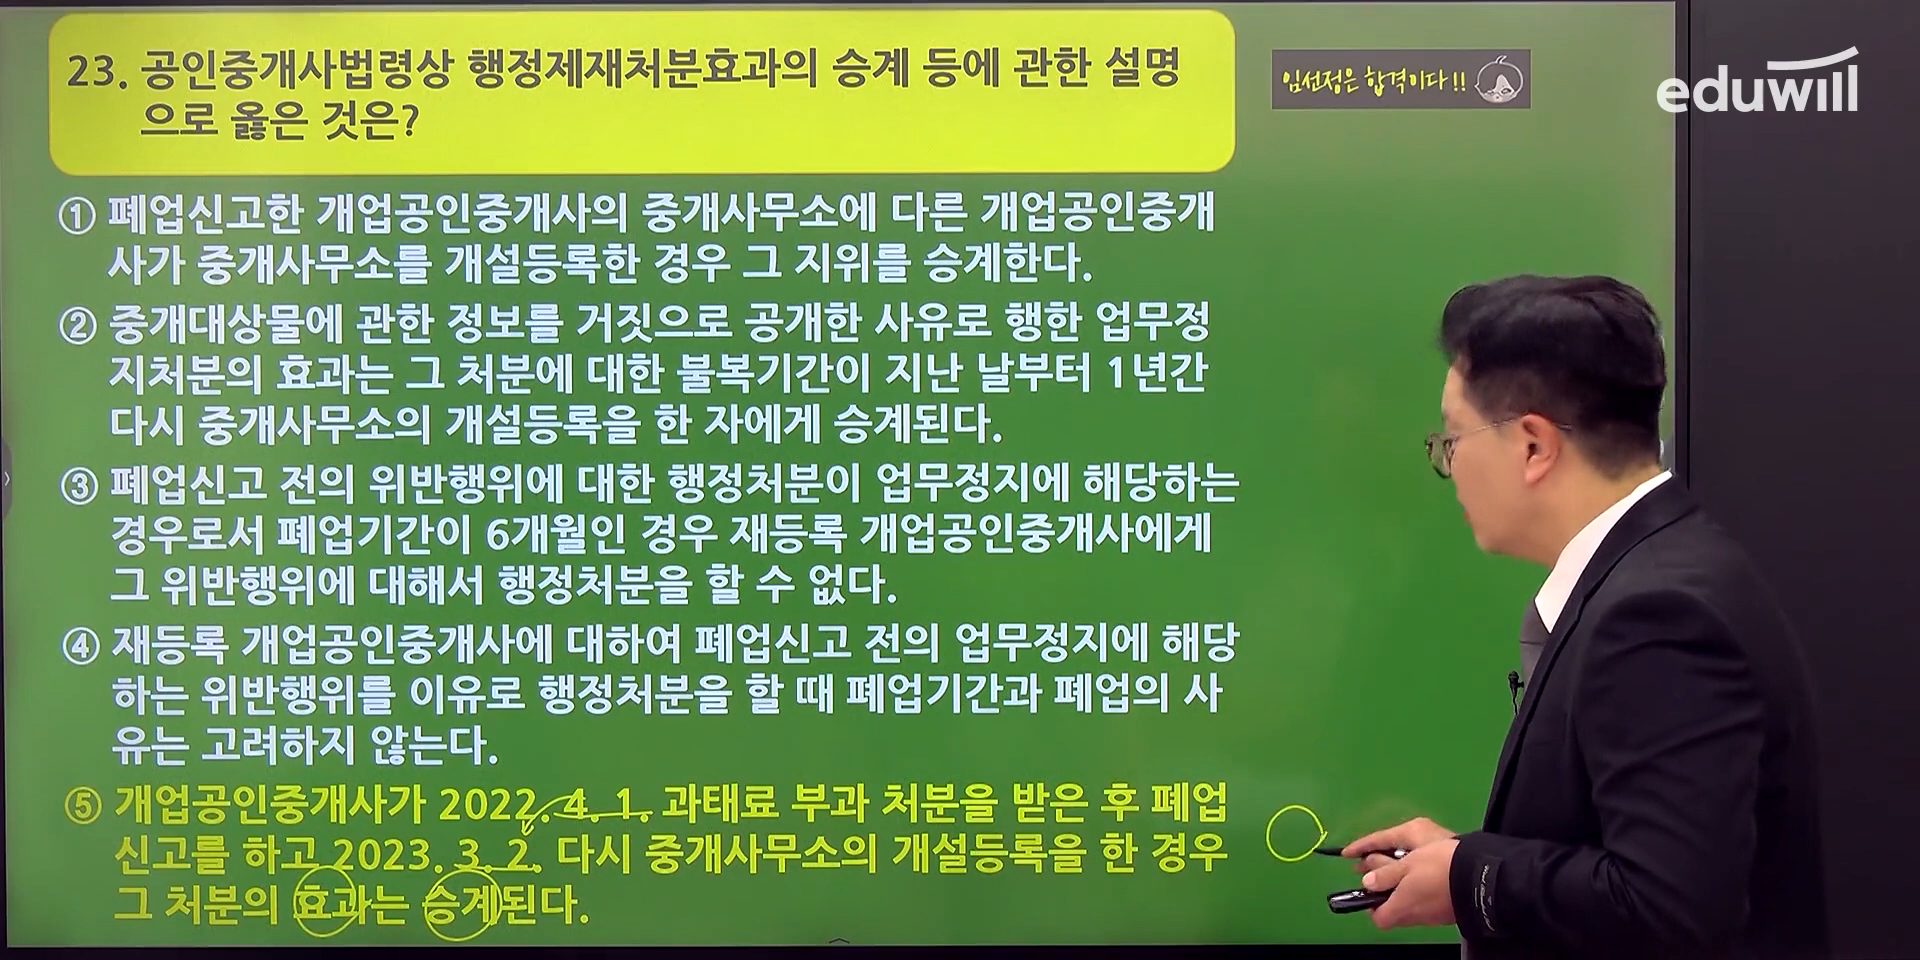 23. 공인중개사법령상 행정제재처분효과의 승계 등에 관한 설명
으로 옳은 것은?
임선정은 합격이다!!
eduwill
① 폐업신고한 개업공인중개사의 중개사무소에 다른 개업공인중개
사가 중개사무소를 개설등록한 경우 그 지위를 승계한다.
② 중개대상물에 관한 정보를 거짓으로 공개한 사유로 행한 업무정
지처분의 효과는 그 처분에 대한 불복기간이 지난 날부터 1년간
다시 중개사무소의 개설등록을 한 자에게 승계된다.
③ 폐업신고 전의 위반행위에 대한 행정처분이 업무정지에 해당하는
경우로서 폐업기간이 6개월인 경우 재등록 개업공인중개사에게
그 위반행위에 대해서 행정처분을 할 수 없다.
④ 재등록 개업공인중개사에 대하여 폐업신고 전의 업무정지에 해당
하는 위반행위를 이유로 행정처분을 할 때 폐업기간과 폐업의 사
유는 고려하지 않는다.
⑤ 개업공인중개사가 2022. 4. 1. 과태료 부과 처분을 받은 후 폐업
신고를 하고 2023. 3. 2. 다시 중개사무소의 개설등록을 한 경우
그 처분의 효과는 승계된다.